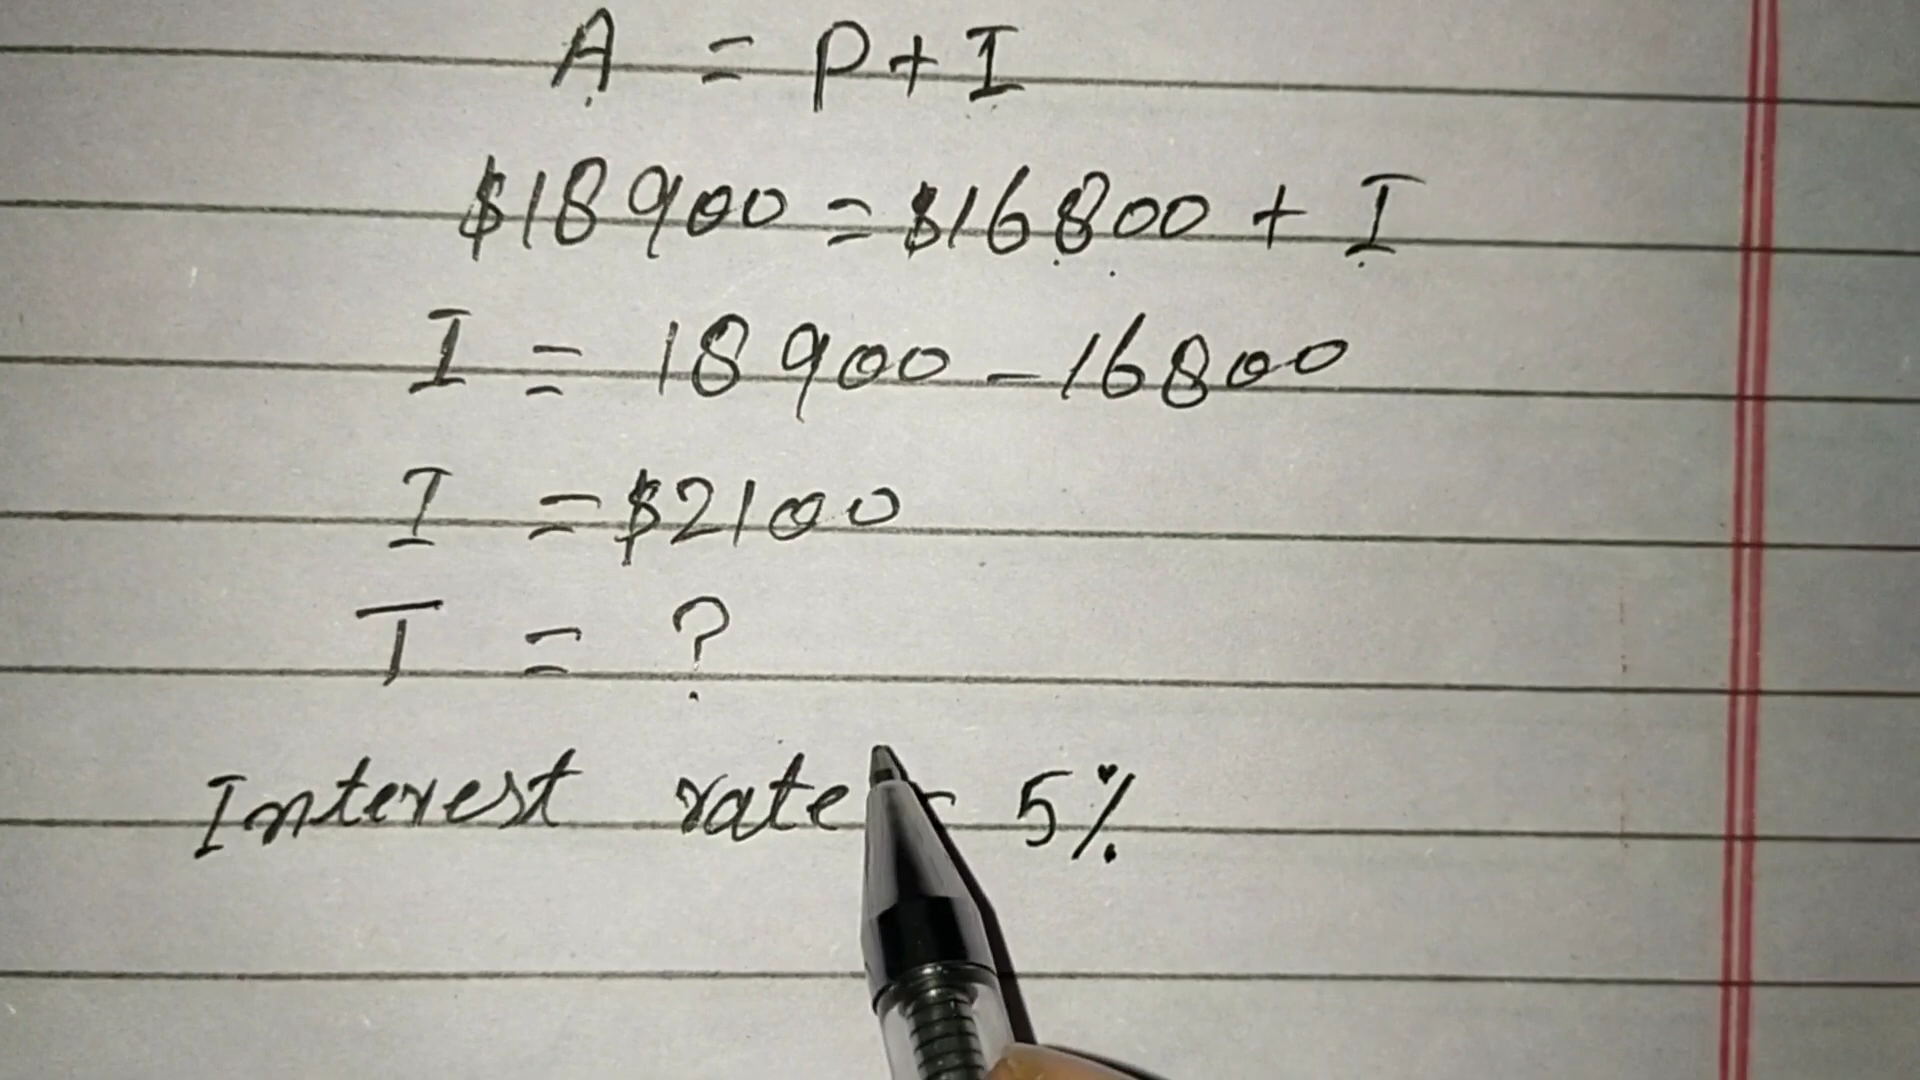 A = P + I
$18900 = $16800 + I
I = 18900 - 16800
I = $2100
T = ?
Interest rate = 5%